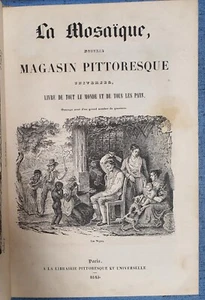 La Mosaïque,
NOUVEAU
MAGASIN PITTORESQUE
UNIVERSEL,
LIVRE DE TOUT LE MONDE ET DE TOUS LES PAYS,
Paris.
A LA LIBRAIRIE PITTORESQUE ET UNIVERSELLE